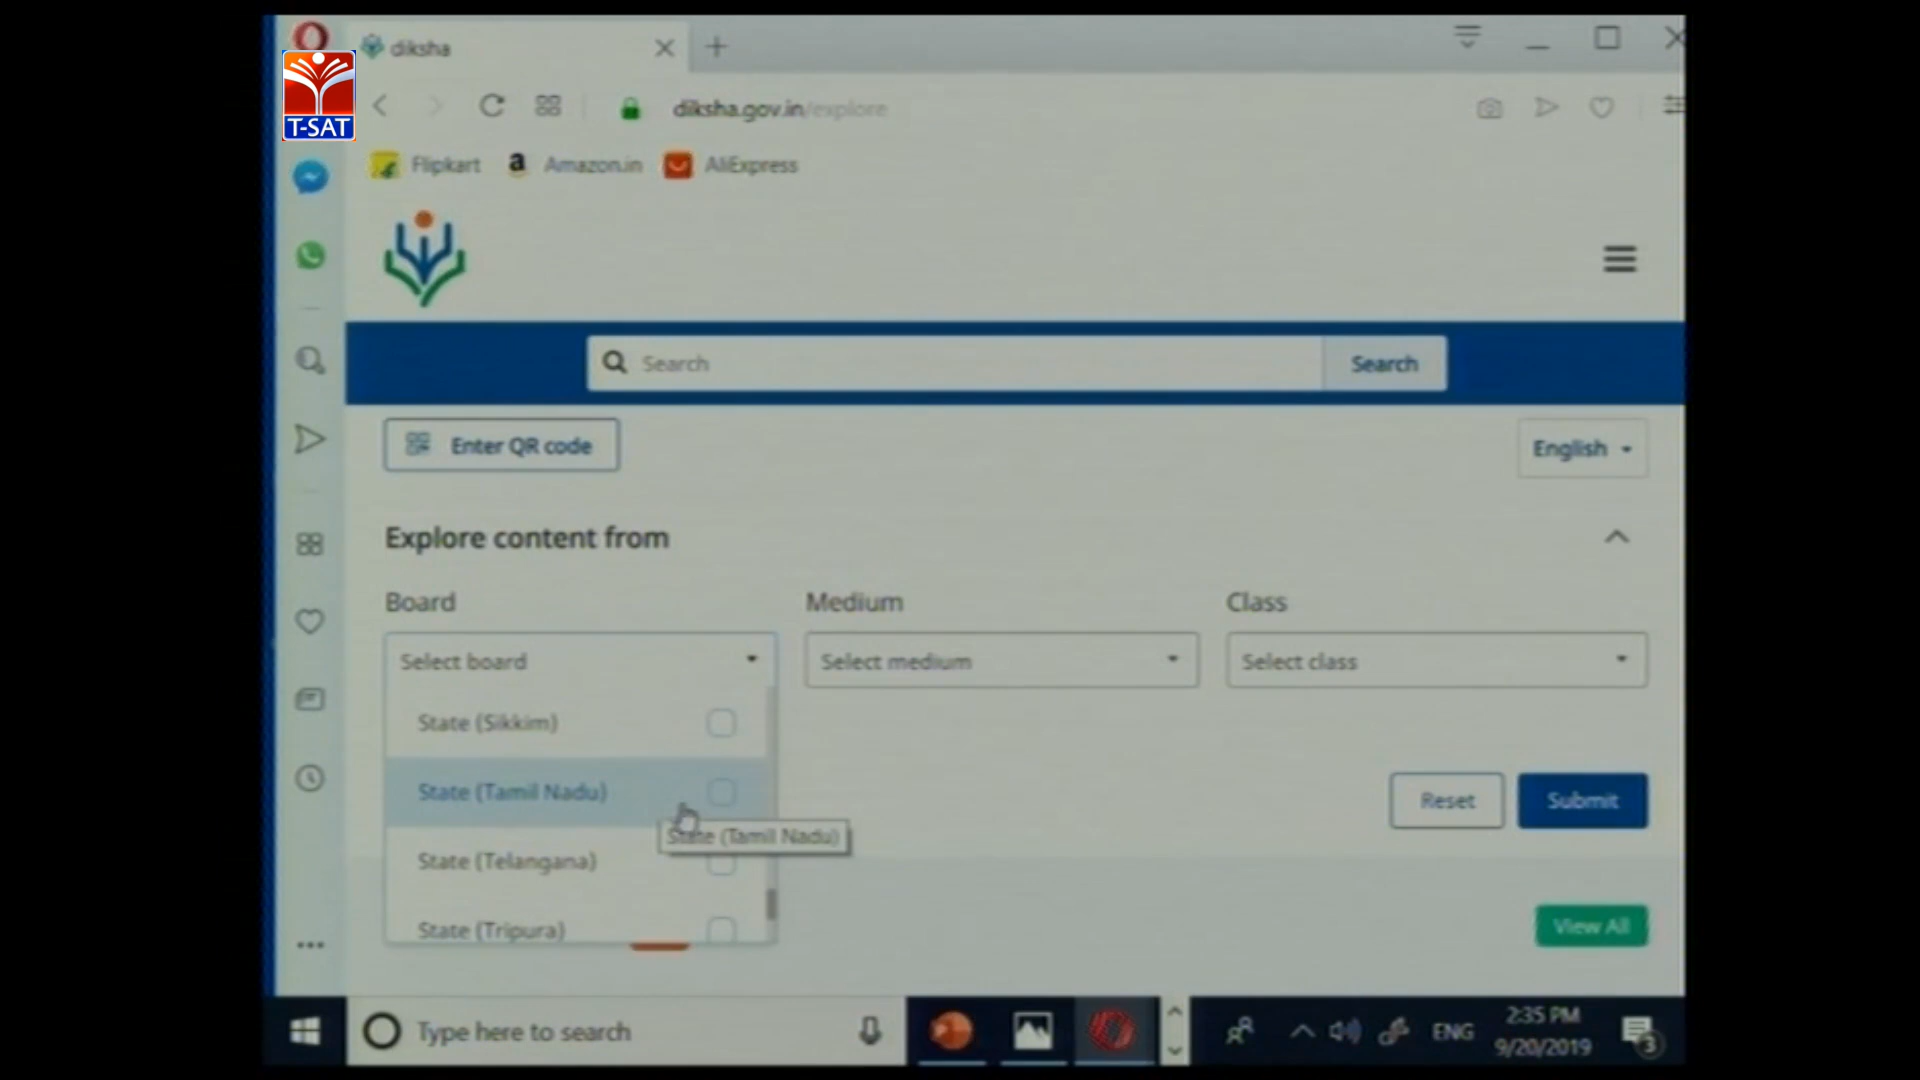 diksha
T-SAT
diksha.gov.in/explore
Flipkart
a Amazon.in
AliExpress
Search
Search
Enter QR code
English
Explore content from
Board
Medium
Class
Select board
Select medium
Select class
State (Sikkim)
State (Tamil Nadu)
State (Tamil Nadu)
State (Telangana)
State (Tripura)
Reset
Submit
View All
Type here to search
ENG
2:35 PM
9/20/2019
3